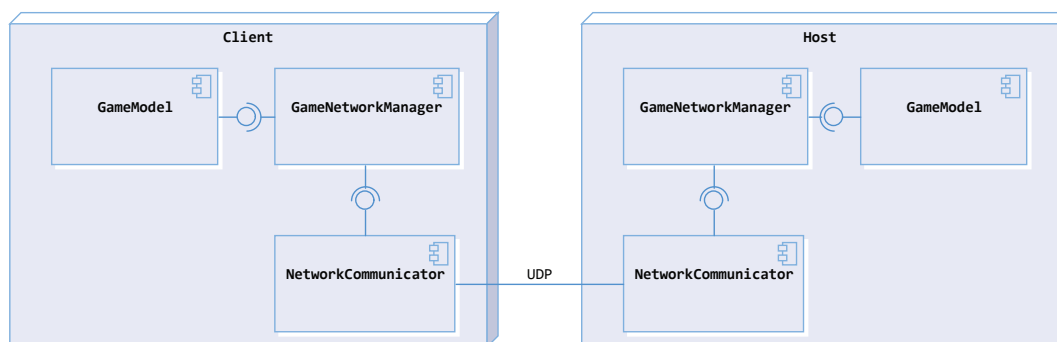 Client
Host
GameModel
GameNetworkManager
GameNetworkManager
GameModel
NetworkCommunicator
UDP
NetworkCommunicator